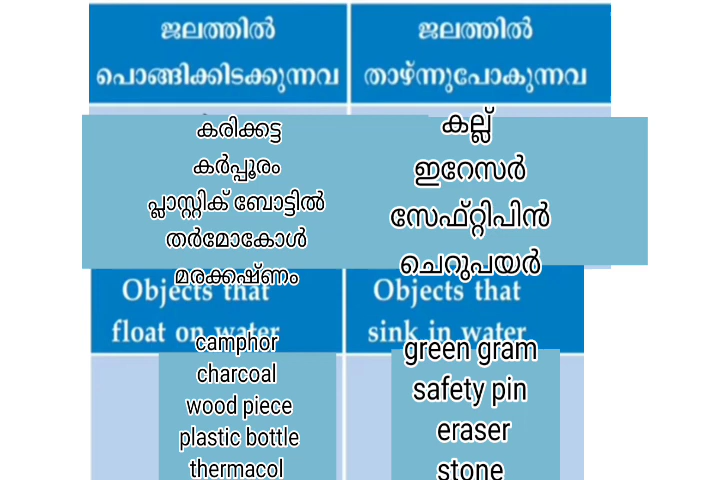 ജലത്തിൽ
പൊങ്ങിക്കിടക്കുന്നവ
ജലത്തിൽ
താഴ്ന്നുപോകുന്നവ
കരിക്കട്ട
കർപ്പൂരം
പ്ലാസ്റ്റിക് ബോട്ടിൽ
തർമോകോൾ
മരക്കഷ്ണം
കല്ല്
ഇറേസർ
സേഫ്റ്റിപിൻ
ചെറുപയർ
Objects that
float on water
Objects that
sink in water
camphor
charcoal
wood piece
plastic bottle
thermacol
green gram
safety pin
eraser
stone